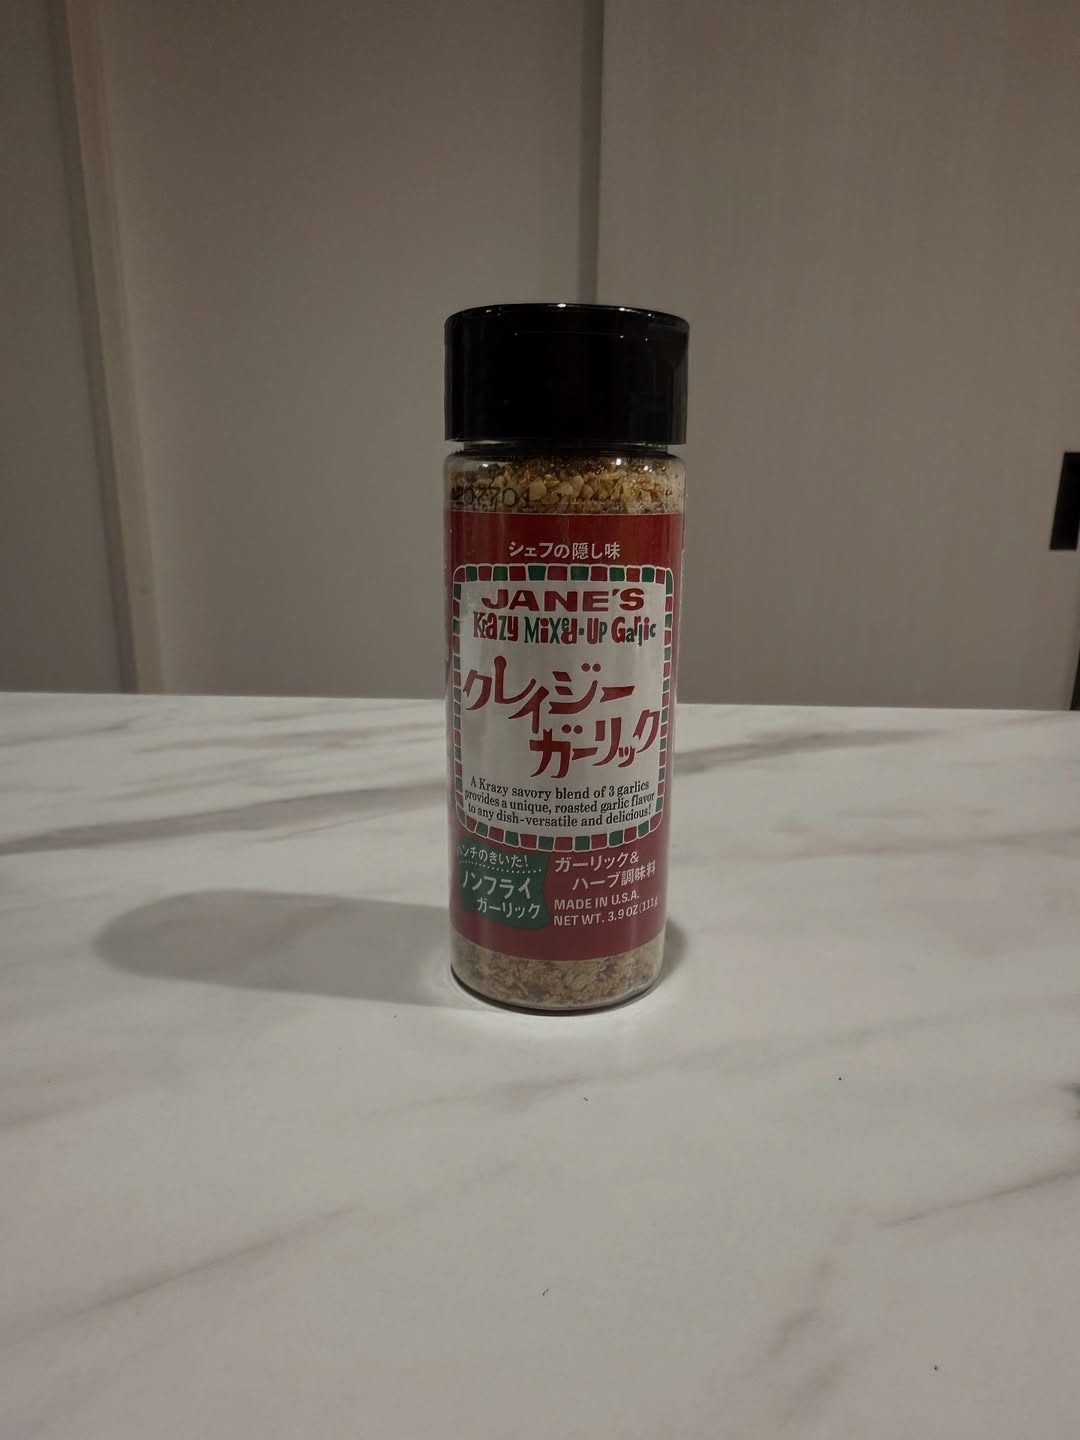 シェフの隠し味
JANE'S
Krazy Mixed-Up Garlic
クレイジー
ガーリック
A Krazy savory blend of 3 garlics
provides a unique, roasted garlic flavor
to any dish-versatile and delicious!
パンチのきいた!
ノンフライ
ガーリック
ガーリック&
ハーブ調味料
MADE IN U.S.A.
NET WT. 3.9 OZ (111g)